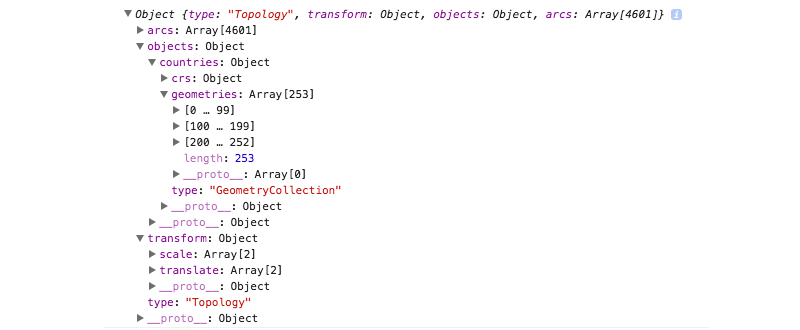 Object {type: "Topology", transform: Object, objects: Object, arcs: Array[4601]} i
arcs: Array[4601]
objects: Object
countries: Object
crs: Object
geometries: Array[253]
[0 … 99]
[100 … 199]
[200 … 252]
length: 253
__proto__: Array[0]
type: "GeometryCollection"
__proto__: Object
__proto__: Object
transform: Object
scale: Array[2]
translate: Array[2]
__proto__: Object
type: "Topology"
__proto__: Object